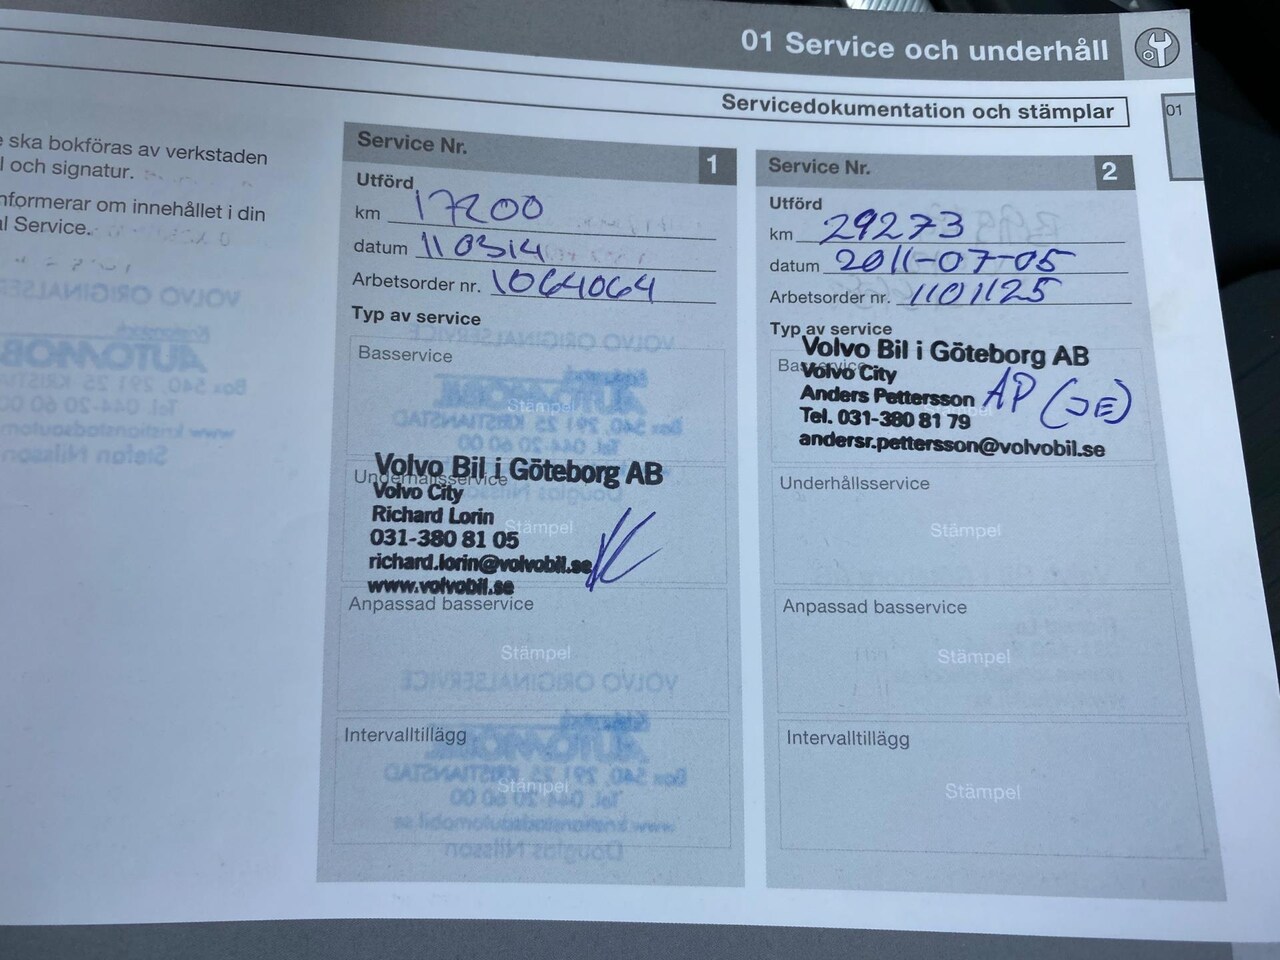 01 Service och underhåll
Servicedokumentation och stämplar
01
ska bokföras av verkstaden
l och signatur.
nformerar om innehållet i din
al Service.
Service Nr. 1
Utförd
km 17200
datum 110314
Arbetsorder nr. 1064064
Typ av service
Basservice
Stämpel
Underhållsservice
Stämpel
Volvo Bil i Göteborg AB
Volvo City
Richard Lorin
031-380 81 05
richard.lorin@volvobil.se
www.volvobil.se
Anpassad basservice
Stämpel
Intervalltillägg
Stämpel
Service Nr. 2
Utförd
km 29273
datum 2011-07-05
Arbetsorder nr. 1101125
Typ av service
Basservice
Volvo Bil i Göteborg AB
Volvo City
Anders Pettersson AP (JE)
Tel. 031-380 81 79
andersr.pettersson@volvobil.se
Underhållsservice
Stämpel
Anpassad basservice
Stämpel
Intervalltillägg
Stämpel